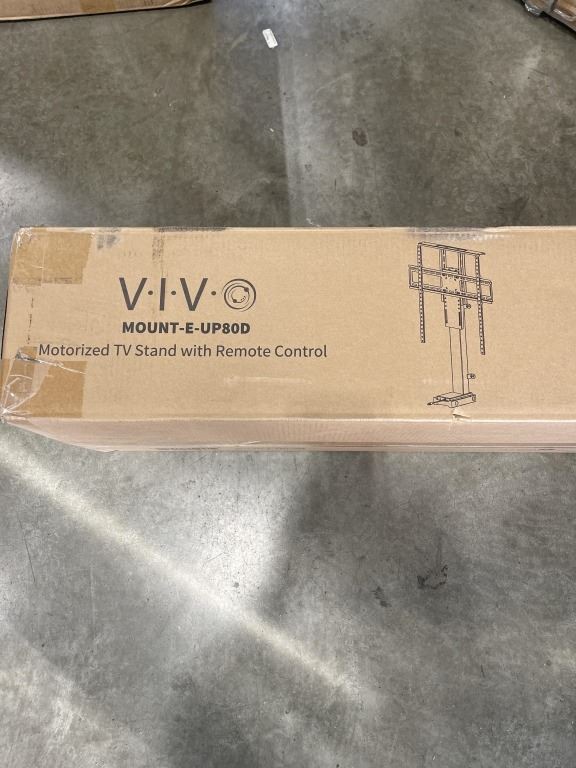 V·I·V·O
MOUNT-E-UP80D
Motorized TV Stand with Remote Control